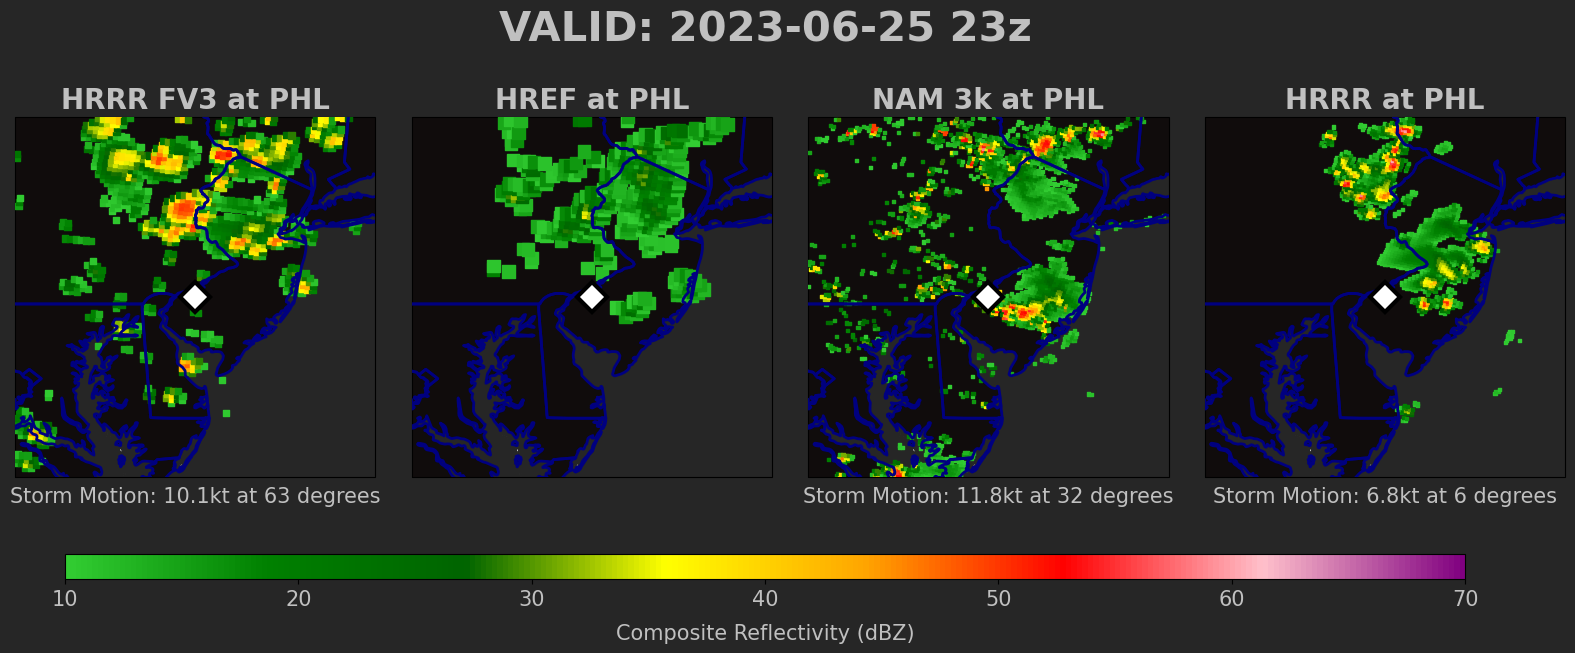 VALID: 2023-06-25 23z
HRRR FV3 at PHL
HREF at PHL
NAM 3k at PHL
HRRR at PHL
Storm Motion: 10.1kt at 63 degrees
Storm Motion: 11.8kt at 32 degrees
Storm Motion: 6.8kt at 6 degrees
10 20 30 40 50 60 70
Composite Reflectivity (dBZ)